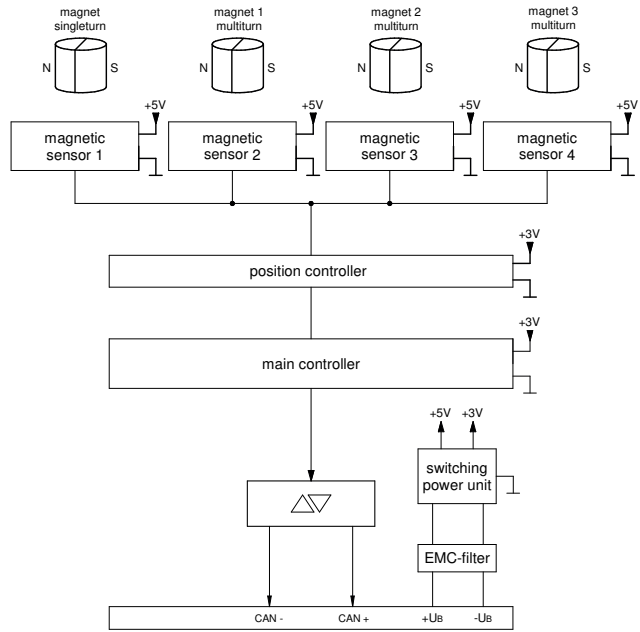 magnet
singleturn
magnet 1
multiturn
magnet 2
multiturn
magnet 3
multiturn
N S
N S
N S
N S
+5V
+5V
+5V
+5V
magnetic
sensor 1
magnetic
sensor 2
magnetic
sensor 3
magnetic
sensor 4
+3V
position controller
+3V
main controller
+5V +3V
switching
power unit
EMC-filter
CAN - CAN + +UB -UB